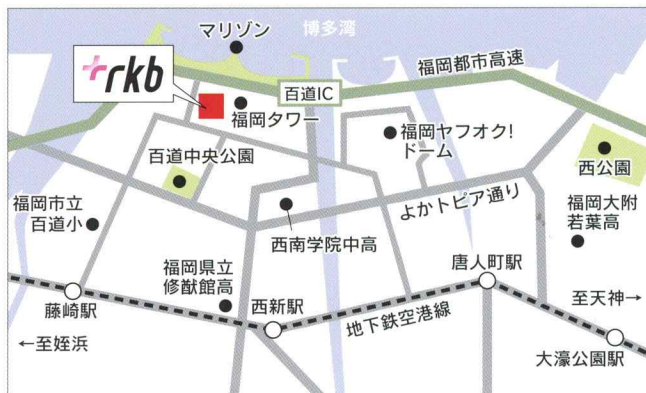 マリゾン
博多湾
rkb
百道IC
福岡都市高速
福岡タワー
福岡ヤフオク!
ドーム
百道中央公園
西公園
福岡市立
百道小
よかトピア通り
福岡大附
若葉高
西南学院中高
福岡県立
修猷館高
唐人町駅
藤崎駅
西新駅
地下鉄空港線
至天神→
←至姪浜
大濠公園駅